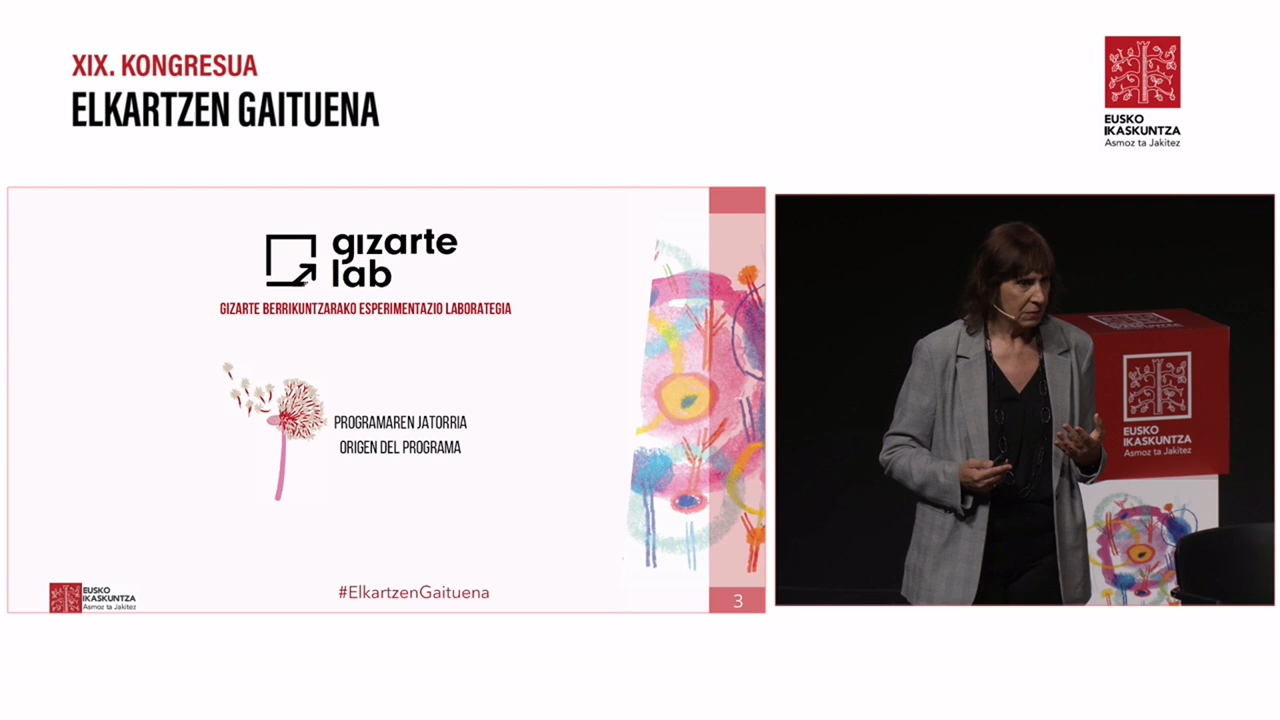 XIX. KONGRESUA
ELKARTZEN GAITUENA
EUSKO
IKASKUNTZA
Asmoz ta Jakitez
gizarte
lab
GIZARTE BERRIKUNTZARAKO ESPERIMENTAZIO LABORATEGIA
PROGRAMAREN JATORRIA
ORIGEN DEL PROGRAMA
EUSKO
IKASKUNTZA
Asmoz ta Jakitez
#ElkartzenGaituena
3
EUSKO
IKASKUNTZA
Asmoz ta Jakitez